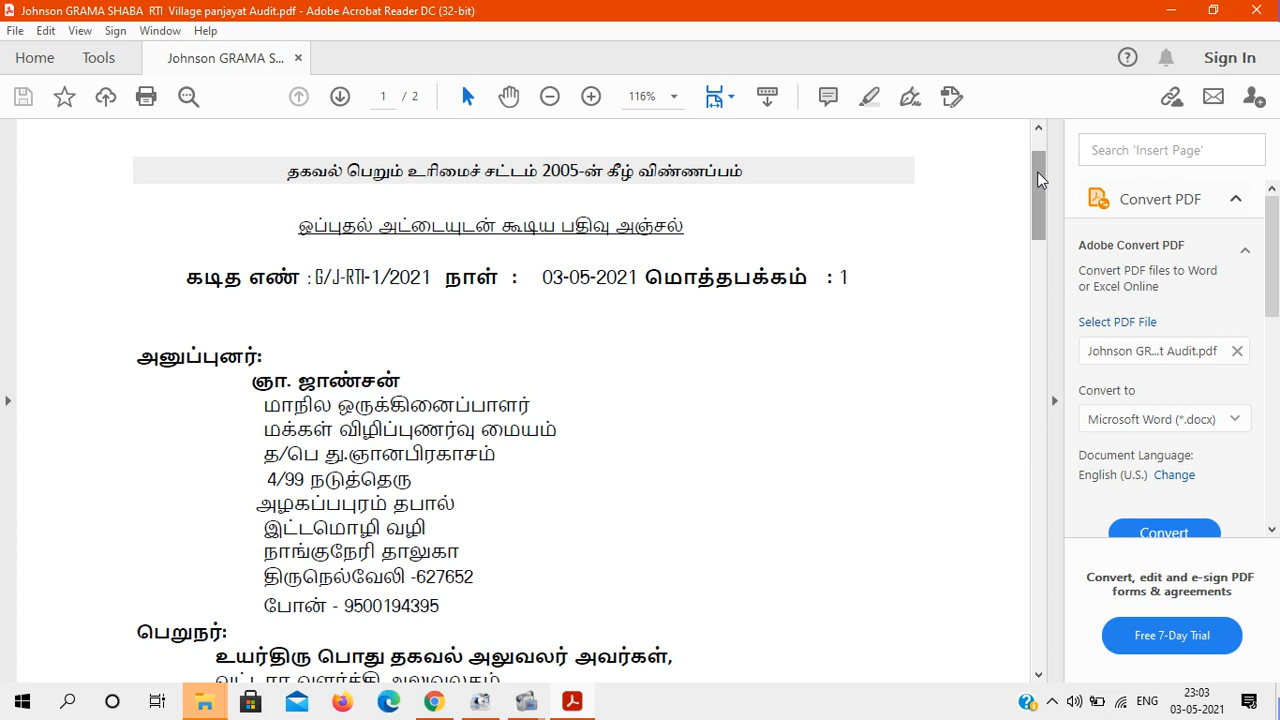 Johnson GRAMA SHABA RTI Village panjayat Audit.pdf - Adobe Acrobat Reader DC (32-bit)
File Edit View Sign Window Help
Home Tools Johnson GRAMA S... × Sign In
1 / 2 116%
தகவல் பெறும் உரிமைச் சட்டம் 2005-ன் கீழ் விண்ணப்பம்
ஒப்புதல் அட்டையுடன் கூடிய பதிவு அஞ்சல்
கடித எண் : G/J-RTI-1/2021 நாள் : 03-05-2021 மொத்தபக்கம் : 1
அனுப்புனர்:
ஞா. ஜாண்சன்
மாநில ஒருக்கினைப்பாளர்
மக்கள் விழிப்புணர்வு மையம்
த/பெ து.ஞானபிரகாசம்
4/99 நடுத்தெரு
அழகப்பபுரம் தபால்
இட்டமொழி வழி
நாங்குநேரி தாலுகா
திருநெல்வேலி -627652
போன் - 9500194395
பெறுநர்:
உயர்திரு பொது தகவல் அலுவலர் அவர்கள்,
வட்டார வளர்ச்சி அலுவலகம்
Search 'Insert Page'
Convert PDF
Adobe Convert PDF
Convert PDF files to Word
or Excel Online
Select PDF File
Johnson GR...t Audit.pdf ×
Convert to
Microsoft Word (*.docx)
Document Language:
English (U.S.) Change
Convert
Convert, edit and e-sign PDF
forms & agreements
Free 7-Day Trial
ENG
23:03
03-05-2021